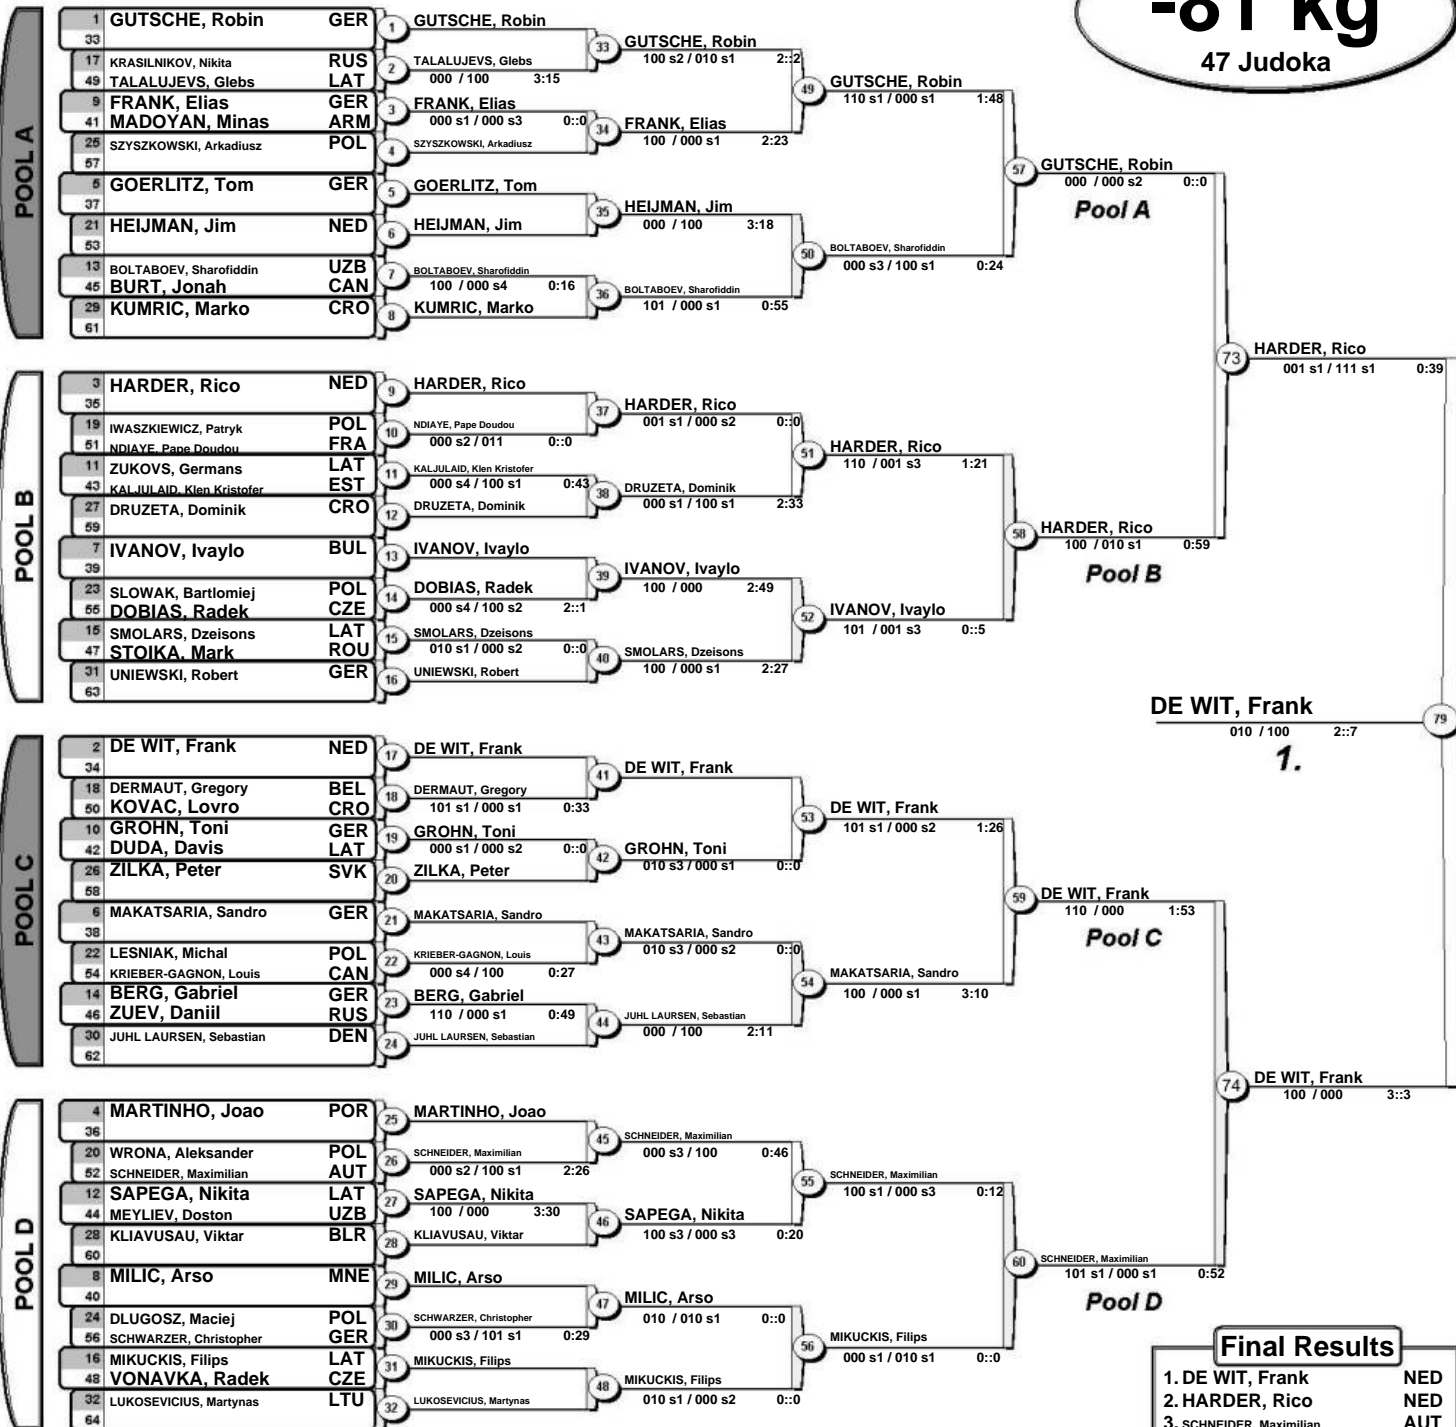 -81 kg
47 Judoka
POOL A
1 GUTSCHE, Robin GER
33
17 KRASILNIKOV, Nikita RUS
49 TALALUJEVS, Glebs LAT
9 FRANK, Elias GER
41 MADOYAN, Minas ARM
25 SZYSZKOWSKI, Arkadiusz POL
57
5 GOERLITZ, Tom GER
37
21 HEIJMAN, Jim NED
53
13 BOLTABOEV, Sharofiddin UZB
45 BURT, Jonah CAN
29 KUMRIC, Marko CRO
61
1 GUTSCHE, Robin
2 TALALUJEVS, Glebs
000 / 100 3:15
3 FRANK, Elias
000 s1 / 000 s3 0::0
4 SZYSZKOWSKI, Arkadiusz
5 GOERLITZ, Tom
6 HEIJMAN, Jim
7 BOLTABOEV, Sharofiddin
100 / 000 s4 0:16
8 KUMRIC, Marko
33 GUTSCHE, Robin
100 s2 / 010 s1 2::2
34 FRANK, Elias
100 / 000 s1 2:23
35 HEIJMAN, Jim
000 / 100 3:18
36 BOLTABOEV, Sharofiddin
101 / 000 s1 0:55
49 GUTSCHE, Robin
110 s1 / 000 s1 1:48
50 BOLTABOEV, Sharofiddin
000 s3 / 100 s1 0:24
57 GUTSCHE, Robin
000 / 000 s2 0::0
Pool A
POOL B
3 HARDER, Rico NED
35
19 IWASZKIEWICZ, Patryk POL
51 NDIAYE, Pape Doudou FRA
11 ZUKOVS, Germans LAT
43 KALJULAID, Klen Kristofer EST
27 DRUZETA, Dominik CRO
59
7 IVANOV, Ivaylo BUL
39
23 SLOWAK, Bartlomiej POL
55 DOBIAS, Radek CZE
15 SMOLARS, Dzeisons LAT
47 STOIKA, Mark ROU
31 UNIEWSKI, Robert GER
63
9 HARDER, Rico
10 NDIAYE, Pape Doudou
000 s2 / 011 0::0
11 KALJULAID, Klen Kristofer
000 s4 / 100 s1 0:43
12 DRUZETA, Dominik
13 IVANOV, Ivaylo
14 DOBIAS, Radek
000 s4 / 100 s2 2::1
15 SMOLARS, Dzeisons
010 s1 / 000 s2 0::0
16 UNIEWSKI, Robert
37 HARDER, Rico
001 s1 / 000 s2 0::0
38 DRUZETA, Dominik
000 s1 / 100 s1 2:33
39 IVANOV, Ivaylo
100 / 000 2:49
40 SMOLARS, Dzeisons
100 / 000 s1 2:27
51 HARDER, Rico
110 / 001 s3 1:21
52 IVANOV, Ivaylo
101 / 001 s3 0::5
58 HARDER, Rico
100 / 010 s1 0:59
Pool B
73 HARDER, Rico
001 s1 / 111 s1 0:39
DE WIT, Frank 79
010 / 100 2::7
1.
POOL C
2 DE WIT, Frank NED
34
18 DERMAUT, Gregory BEL
50 KOVAC, Lovro CRO
10 GROHN, Toni GER
42 DUDA, Davis LAT
26 ZILKA, Peter SVK
58
6 MAKATSARIA, Sandro GER
38
22 LESNIAK, Michal POL
54 KRIEBER-GAGNON, Louis CAN
14 BERG, Gabriel GER
46 ZUEV, Daniil RUS
30 JUHL LAURSEN, Sebastian DEN
62
17 DE WIT, Frank
18 DERMAUT, Gregory
101 s1 / 000 s1 0:33
19 GROHN, Toni
000 s1 / 000 s2 0::0
20 ZILKA, Peter
21 MAKATSARIA, Sandro
22 KRIEBER-GAGNON, Louis
000 s4 / 100 0:27
23 BERG, Gabriel
110 / 000 s1 0:49
24 JUHL LAURSEN, Sebastian
41 DE WIT, Frank
42 GROHN, Toni
010 s3 / 000 s1 0::0
43 MAKATSARIA, Sandro
010 s3 / 000 s2 0::0
44 JUHL LAURSEN, Sebastian
000 / 100 2:11
53 DE WIT, Frank
101 s1 / 000 s2 1:26
54 MAKATSARIA, Sandro
100 / 000 s1 3:10
59 DE WIT, Frank
110 / 000 1:53
Pool C
74 DE WIT, Frank
100 / 000 3::3
POOL D
4 MARTINHO, Joao POR
36
20 WRONA, Aleksander POL
52 SCHNEIDER, Maximilian AUT
12 SAPEGA, Nikita LAT
44 MEYLIEV, Doston UZB
28 KLIAVUSAU, Viktar BLR
60
8 MILIC, Arso MNE
40
24 DLUGOSZ, Maciej POL
56 SCHWARZER, Christopher GER
16 MIKUCKIS, Filips LAT
48 VONAVKA, Radek CZE
32 LUKOSEVICIUS, Martynas LTU
64
25 MARTINHO, Joao
26 SCHNEIDER, Maximilian
000 s2 / 100 s1 2:26
27 SAPEGA, Nikita
100 / 000 3:30
28 KLIAVUSAU, Viktar
29 MILIC, Arso
30 SCHWARZER, Christopher
000 s3 / 101 s1 0:29
31 MIKUCKIS, Filips
32 LUKOSEVICIUS, Martynas
45 SCHNEIDER, Maximilian
000 s3 / 100 0:46
46 SAPEGA, Nikita
100 s3 / 000 s3 0:20
47 MILIC, Arso
010 / 010 s1 0::0
48 MIKUCKIS, Filips
010 s1 / 000 s2 0::0
55 SCHNEIDER, Maximilian
100 s1 / 000 s3 0:12
56 MIKUCKIS, Filips
000 s1 / 010 s1 0::0
60 SCHNEIDER, Maximilian
101 s1 / 000 s1 0:52
Pool D
Final Results
1. DE WIT, Frank NED
2. HARDER, Rico NED
3. SCHNEIDER, Maximilian AUT